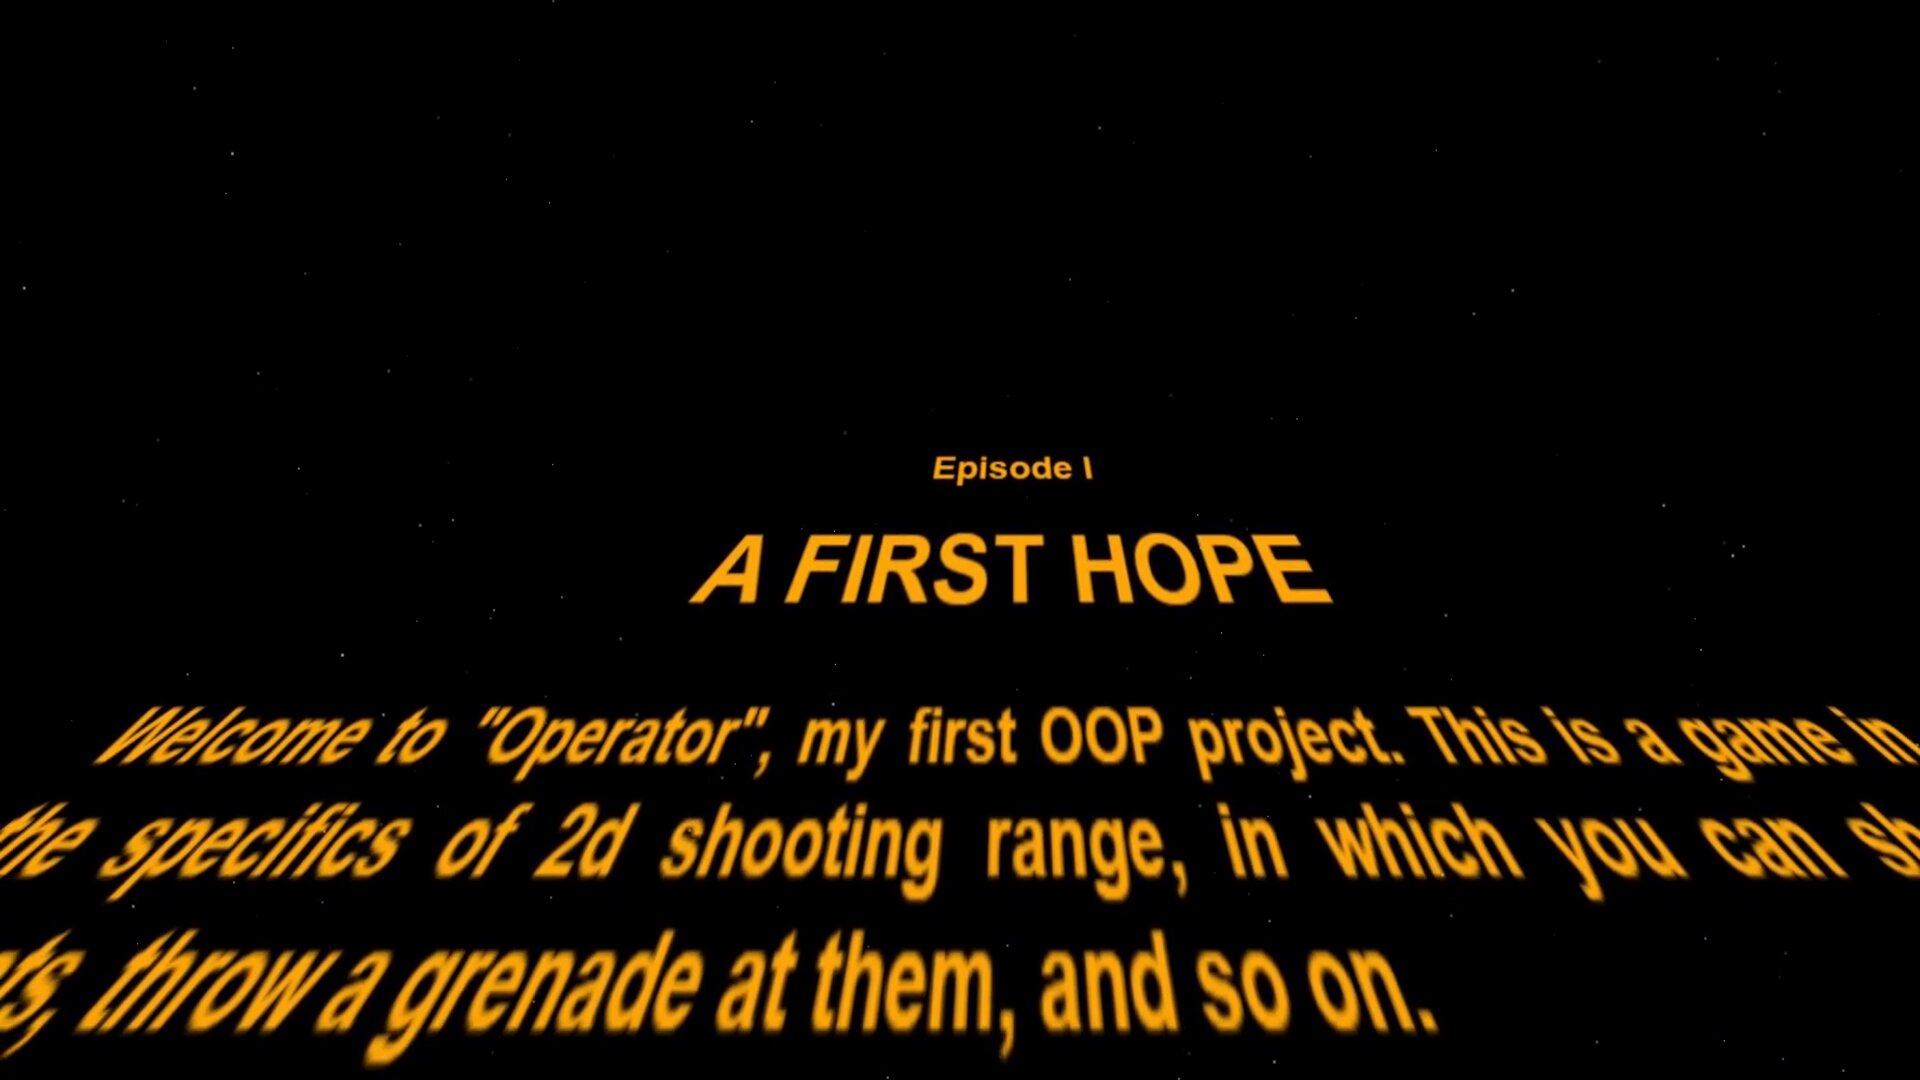 Episode I
A FIRST HOPE
Welcome to "Operator", my first OOP project. This is a game in
the specifics of 2d shooting range, in which you can
throw a grenade at them, and so on.